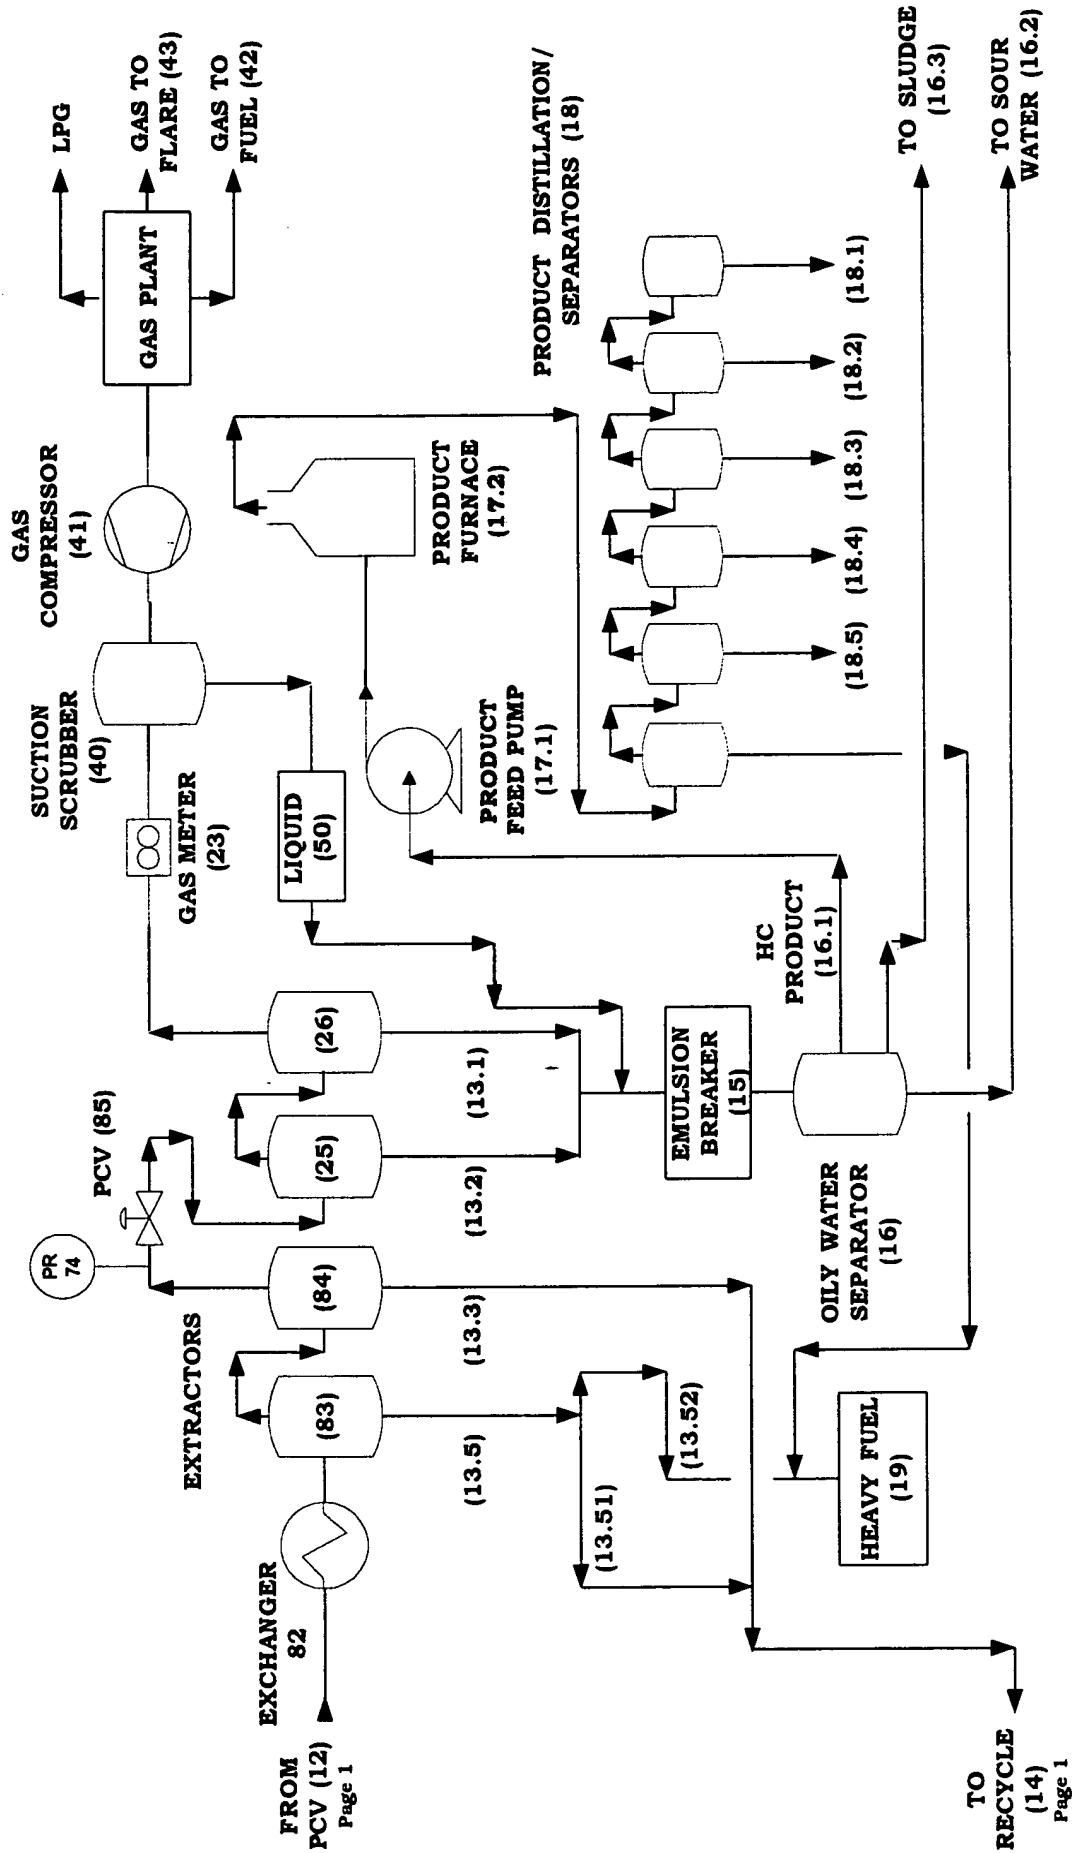 LPG
GAS TO
FLARE (43)
GAS TO
FUEL (42)
GAS PLANT
GAS
COMPRESSOR
(41)
SUCTION
SCRUBBER
(40)
GAS METER
(23)
LIQUID
(50)
PRODUCT
FURNACE
(17.2)
PRODUCT
FEED PUMP
(17.1)
PRODUCT DISTILLATION/
SEPARATORS (18)
(18.1)
(18.2)
(18.3)
(18.4)
(18.5)
TO SLUDGE
(16.3)
TO SOUR
WATER (16.2)
PCV (85)
PR
74
EXTRACTORS
(26)
(25)
(84)
(83)
(13.1)
(13.2)
(13.3)
(13.5)
(13.51)
(13.52)
EMULSION
BREAKER
(15)
HC
PRODUCT
(16.1)
OILY WATER
SEPARATOR
(16)
HEAVY FUEL
(19)
EXCHANGER
82
FROM
PCV (12)
Page 1
TO
RECYCLE
(14)
Page 1